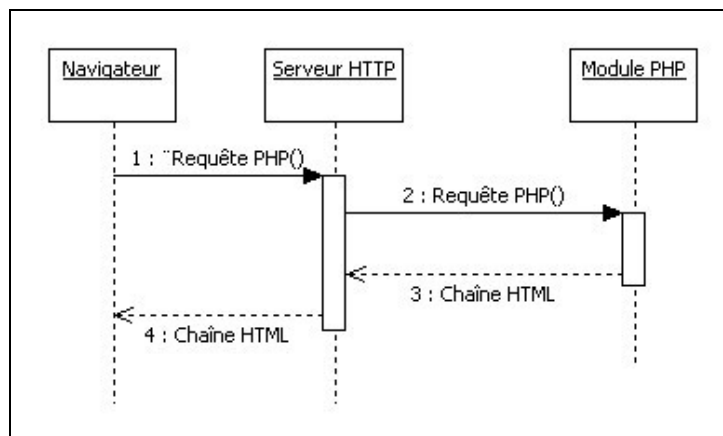 Navigateur
Serveur HTTP
Module PHP
1 : ¨Requête PHP()
2 : Requête PHP()
3 : Chaîne HTML
4 : Chaîne HTML